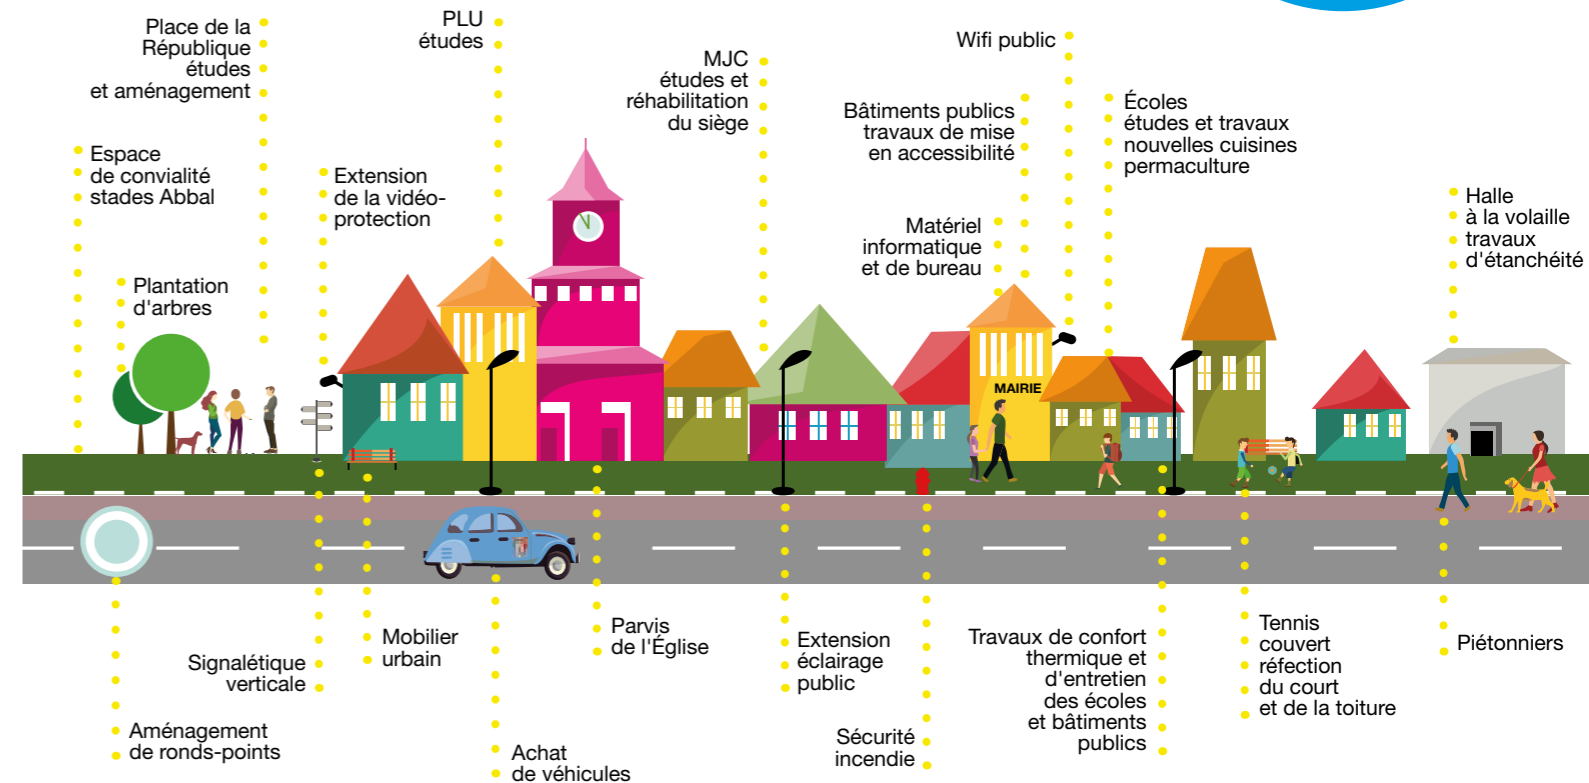 Place de la
République
études
et aménagement
PLU
études
MJC
études et
réhabilitation
du siège
Wifi public
Bâtiments publics
travaux de mise
en accessibilité
Écoles
études et travaux
nouvelles cuisines
permaculture
Espace
de convialité
stades Abbal
Extension
de la vidéo-
protection
Matériel
informatique
et de bureau
Halle
à la volaille
travaux
d'étanchéité
Plantation
d'arbres
MAIRIE
Signalétique
verticale
Mobilier
urbain
Parvis
de l'Église
Extension
éclairage
public
Travaux de confort
thermique et
d'entretien
des écoles
et bâtiments
publics
Tennis
couvert
réfection
du court
et de la toiture
Piétonniers
Aménagement
de ronds-points
Achat
de véhicules
Sécurité
incendie